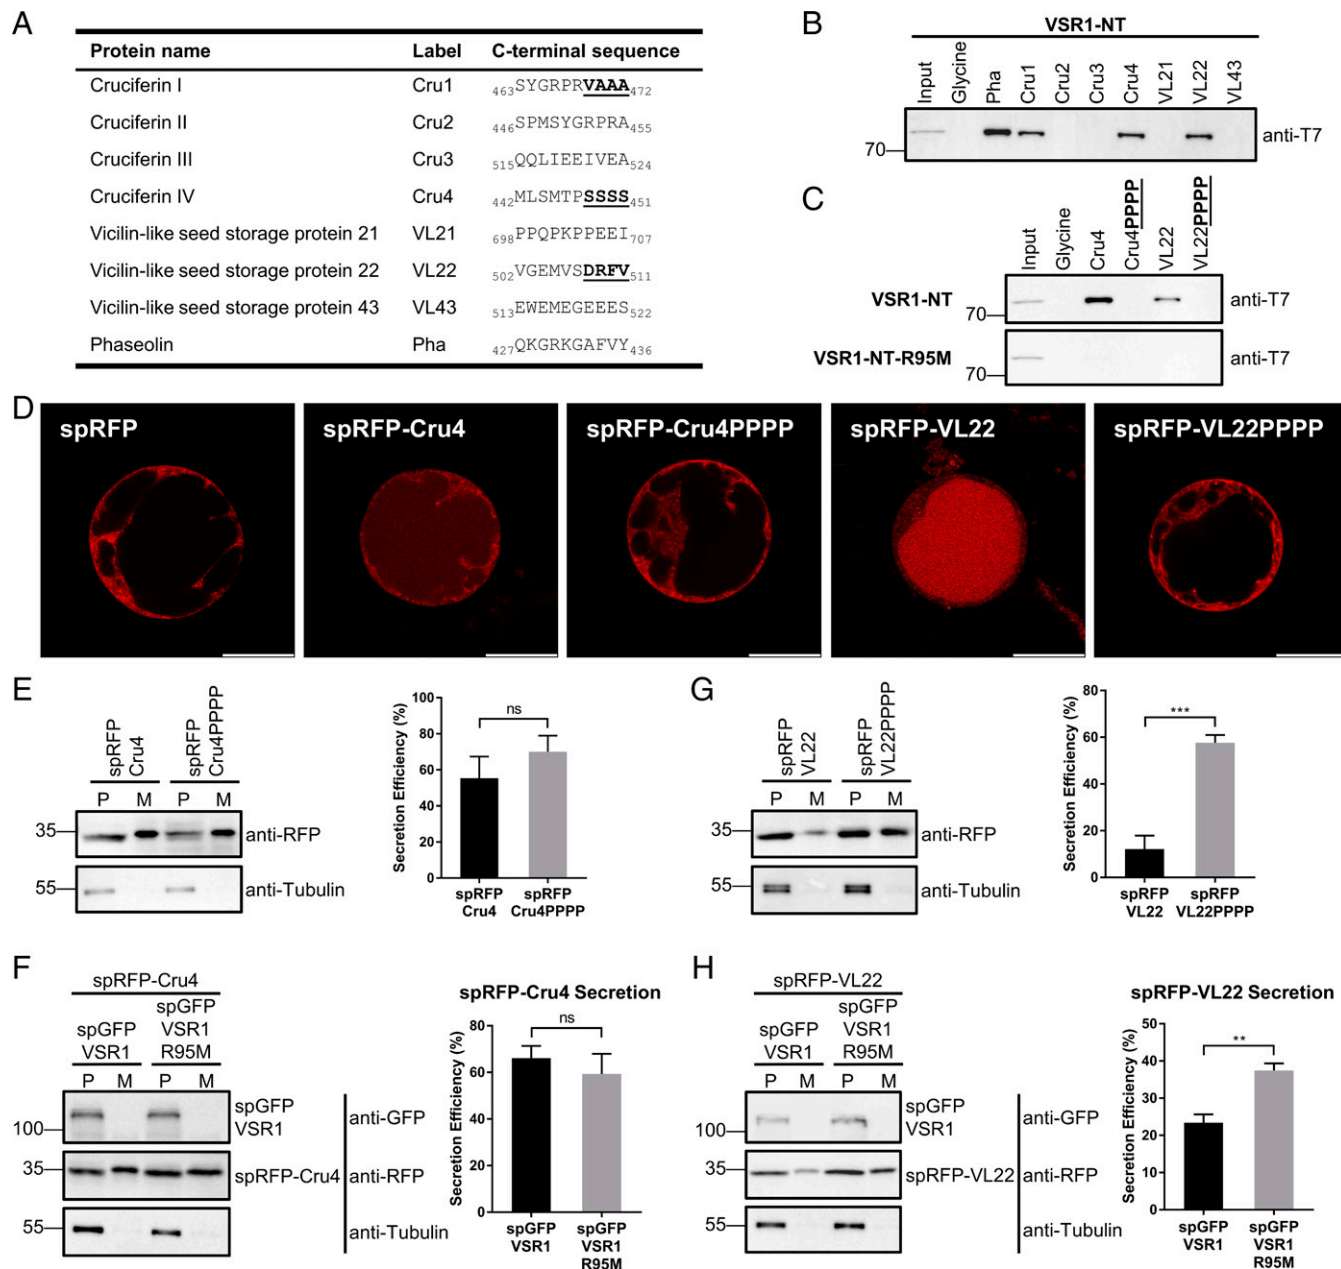 A
Protein name Label C-terminal sequence
Cruciferin I Cru1 463SYGRPRVAAA472
Cruciferin II Cru2 446SPMSYGRPRA455
Cruciferin III Cru3 515QQLIEEIVEA524
Cruciferin IV Cru4 442MLSMTPSSSS451
Vicilin-like seed storage protein 21 VL21 698PPQPKPPEEI707
Vicilin-like seed storage protein 22 VL22 502VGEMVSDRFV511
Vicilin-like seed storage protein 43 VL43 513EWEMEGEEES522
Phaseolin Pha 427QKGRKGAFVY436
B
VSR1-NT
Input Glycine Pha Cru1 Cru2 Cru3 Cru4 VL21 VL22 VL43
70 anti-T7
C
Input Glycine Cru4 Cru4PPPP VL22 VL22PPPP
VSR1-NT 70 anti-T7
VSR1-NT-R95M 70 anti-T7
D
spRFP spRFP-Cru4 spRFP-Cru4PPPP spRFP-VL22 spRFP-VL22PPPP
E
spRFP Cru4 spRFP Cru4PPPP
P M P M
35 anti-RFP
55 anti-Tubulin
Secretion Efficiency (%)
100
80
60
40
20
0
ns
spRFP Cru4 spRFP Cru4PPPP
G
spRFP VL22 spRFP VL22PPPP
P M P M
35 anti-RFP
55 anti-Tubulin
Secretion Efficiency (%)
80
60
40
20
0
***
spRFP VL22 spRFP VL22PPPP
F
spRFP-Cru4
spGFP VSR1 spGFP VSR1 R95M
P M P M
100 spGFP VSR1 anti-GFP
35 spRFP-Cru4 anti-RFP
55 anti-Tubulin
spRFP-Cru4 Secretion
Secretion Efficiency (%)
80
60
40
20
0
ns
spGFP VSR1 spGFP VSR1 R95M
H
spRFP-VL22
spGFP VSR1 spGFP VSR1 R95M
P M P M
100 spGFP VSR1 anti-GFP
35 spRFP-VL22 anti-RFP
55 anti-Tubulin
spRFP-VL22 Secretion
Secretion Efficiency (%)
50
40
30
20
10
0
**
spGFP VSR1 spGFP VSR1 R95M